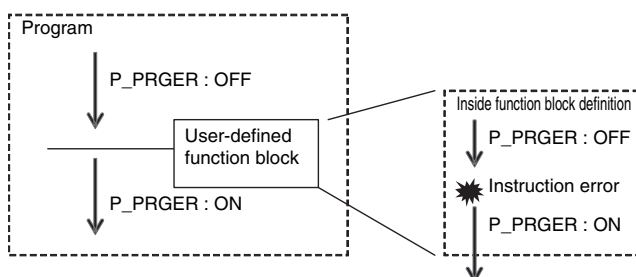 Program
P_PRGER : OFF
User-defined
function block
P_PRGER : ON
Inside function block definition
P_PRGER : OFF
Instruction error
P_PRGER : ON